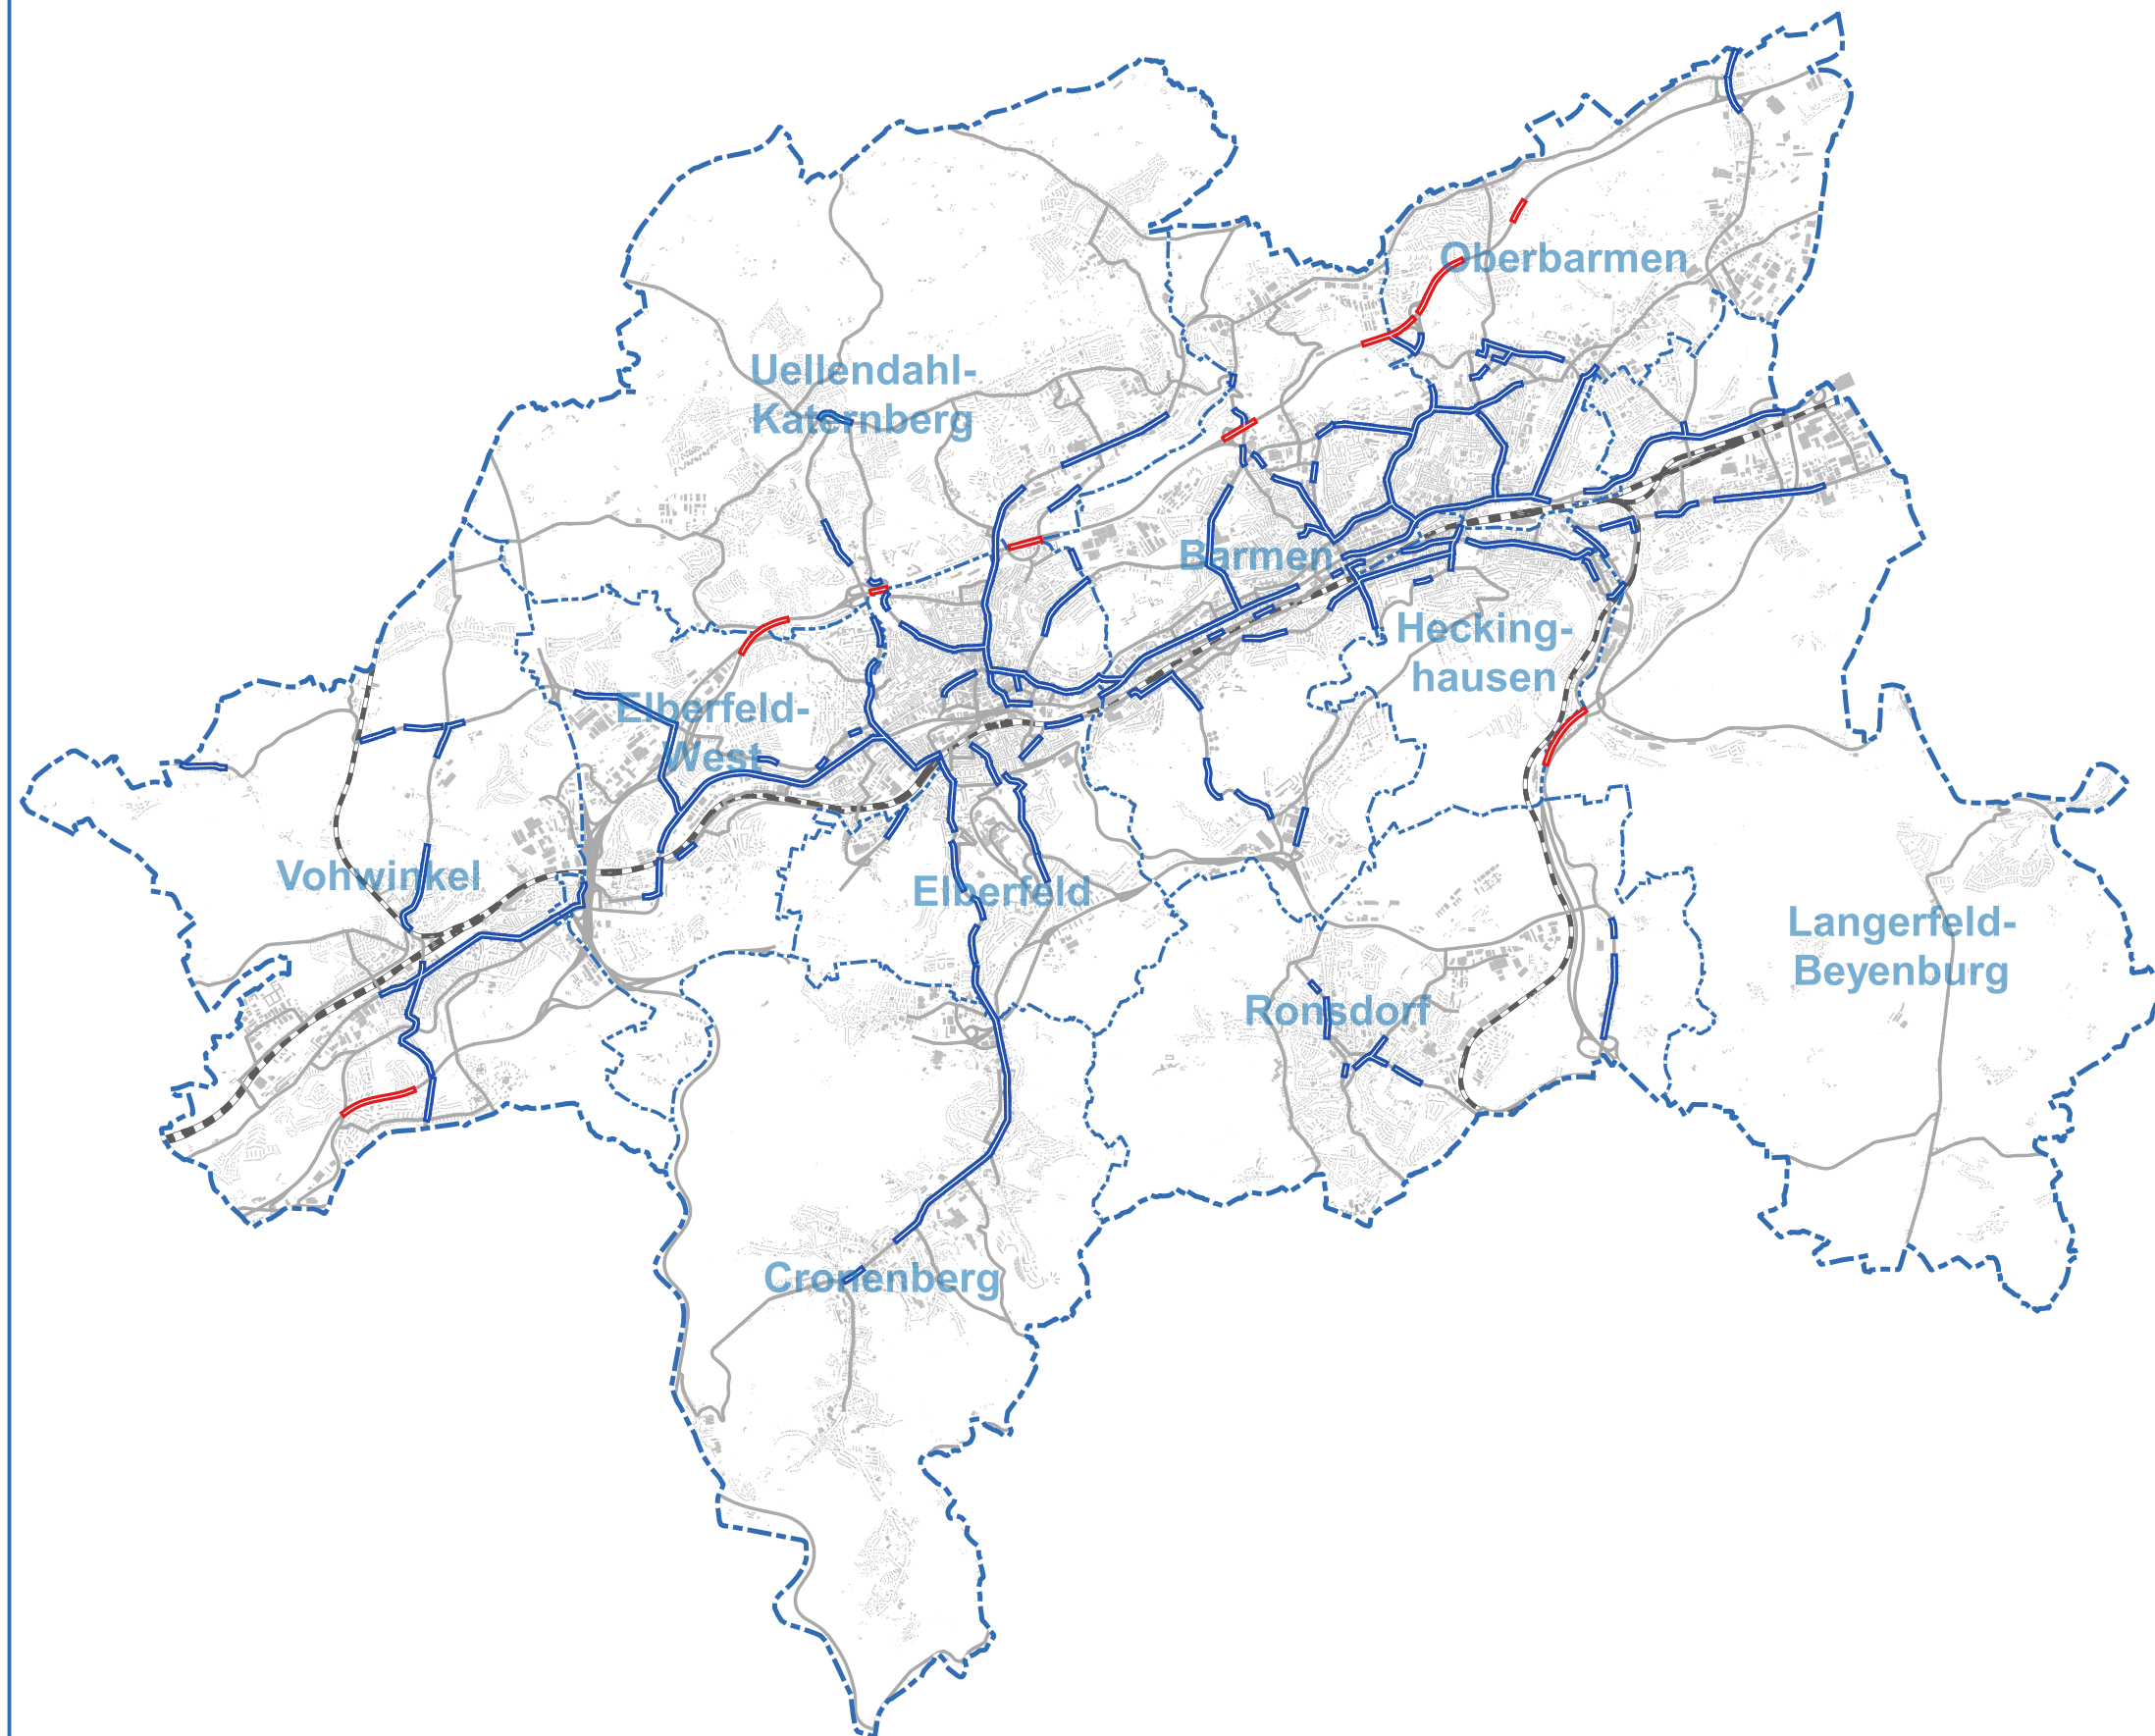 Oberbarmen
Uellendahl-
Katernberg
Barmen
Hecking-
hausen
Elberfeld-
West
Vohwinkel
Elberfeld
Langerfeld-
Beyenburg
Ronsdorf
Cronenberg